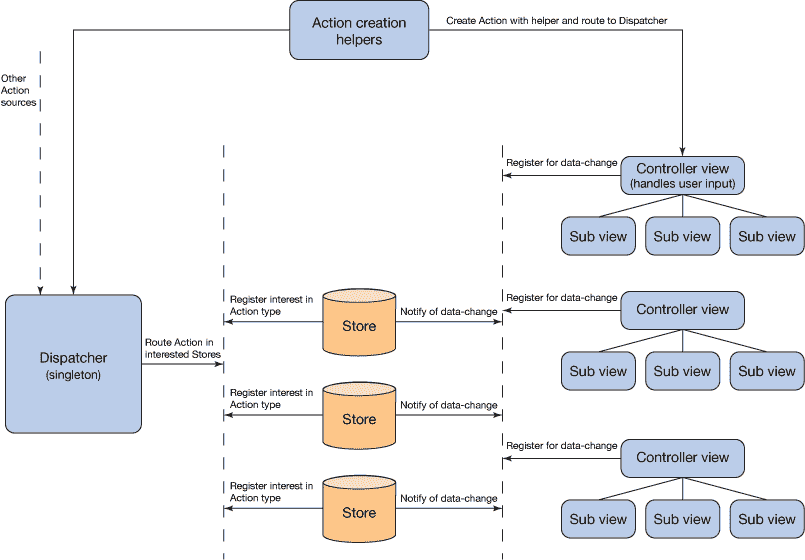 Action creation
helpers
Create Action with helper and route to Dispatcher
Other
Action
sources
Register for data-change
Controller view
(handles user input)
Sub view
Sub view
Sub view
Dispatcher
(singleton)
Route Action in
interested Stores
Register interest in
Action type
Store
Notify of data-change
Register for data-change
Controller view
Sub view
Sub view
Sub view
Register interest in
Action type
Store
Notify of data-change
Register for data-change
Controller view
Sub view
Sub view
Sub view
Register interest in
Action type
Store
Notify of data-change